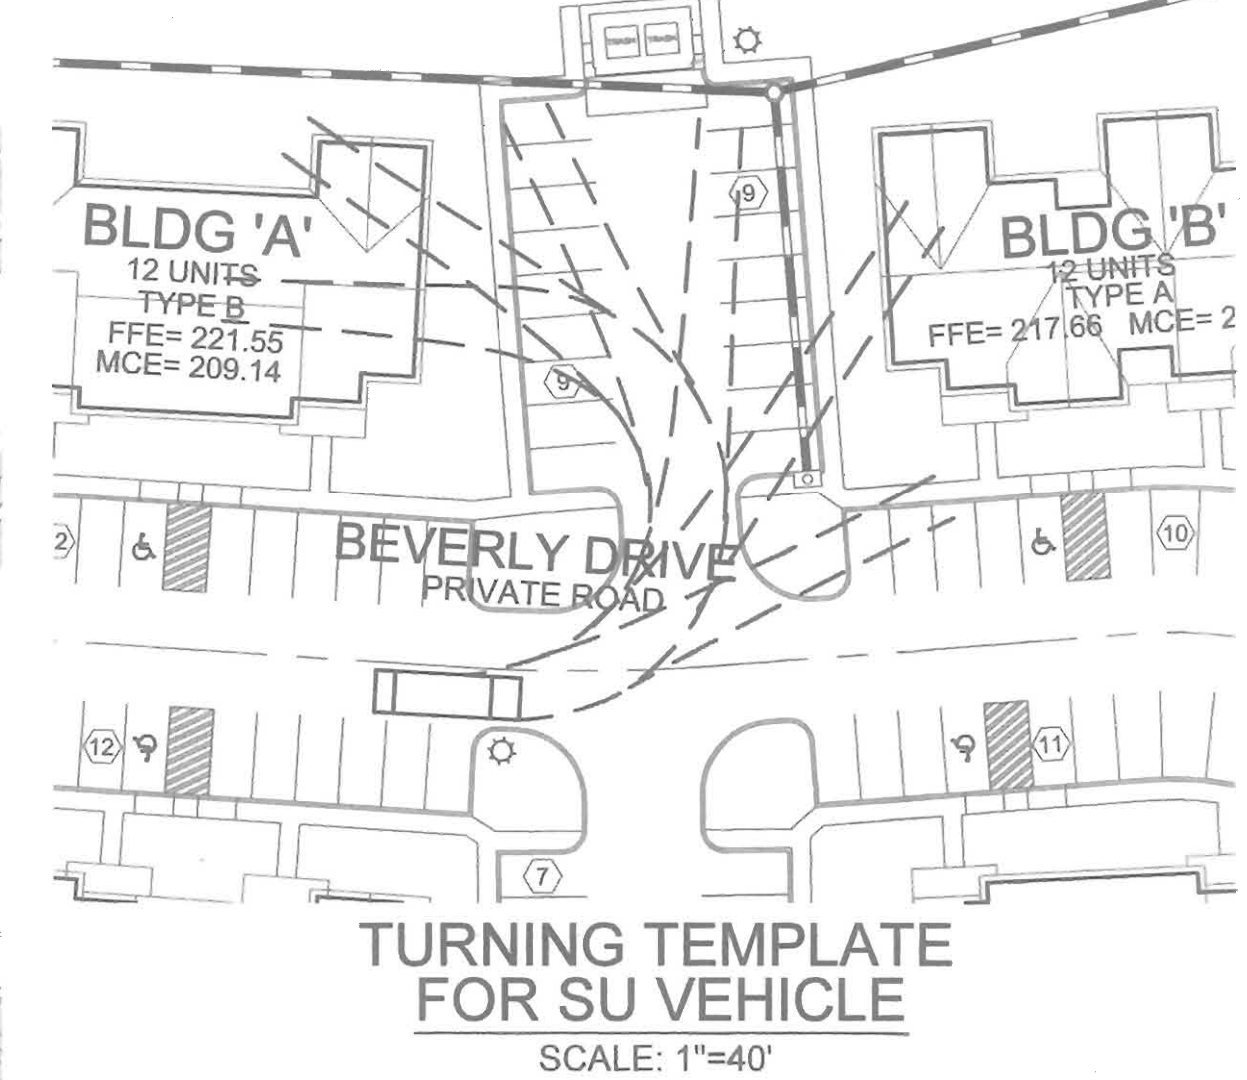 TRASH TRASH
9
BLDG 'A'
12 UNITS
TYPE B
FFE= 221.55
MCE= 209.14
BLDG 'B'
12 UNITS
TYPE A
FFE= 217.66 MCE= 2
9
2
BEVERLY DRIVE
PRIVATE ROAD
10
12
11
7
TURNING TEMPLATE
FOR SU VEHICLE
SCALE: 1"=40'